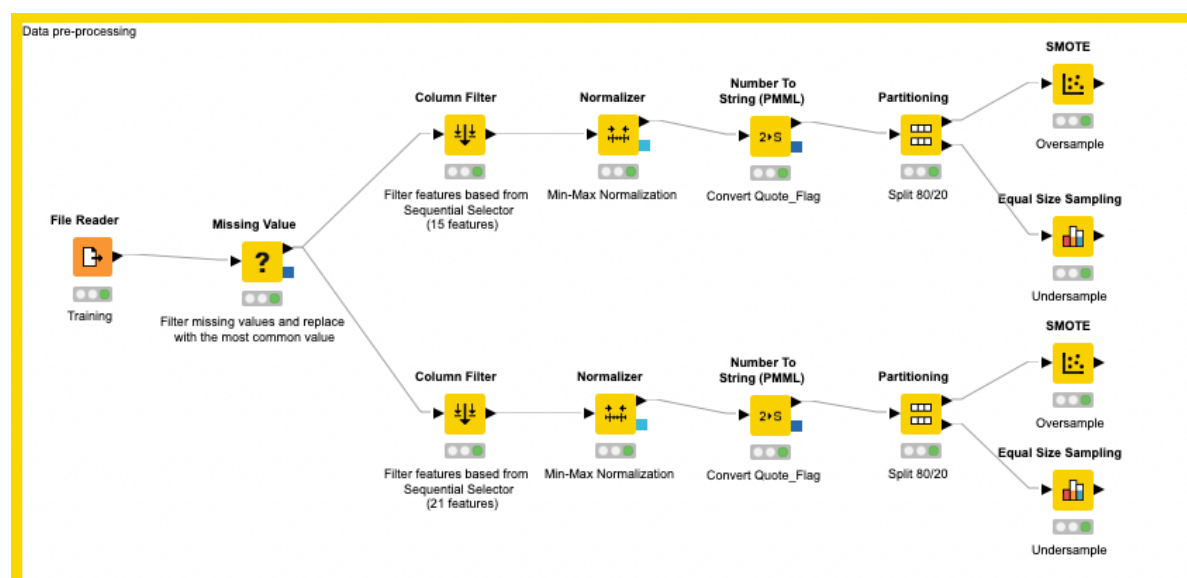 Data pre-processing
SMOTE
Column Filter
Normalizer
Number To
String (PMML)
Partitioning
2▸S
Oversample
Filter features based from
Sequential Selector
(15 features)
Min-Max Normalization
Convert Quote_Flag
Split 80/20
File Reader
Missing Value
Equal Size Sampling
?
Training
Filter missing values and replace
with the most common value
Undersample
SMOTE
Column Filter
Normalizer
Number To
String (PMML)
Partitioning
2▸S
Oversample
Filter features based from
Sequential Selector
(21 features)
Min-Max Normalization
Convert Quote_Flag
Split 80/20
Equal Size Sampling
Undersample